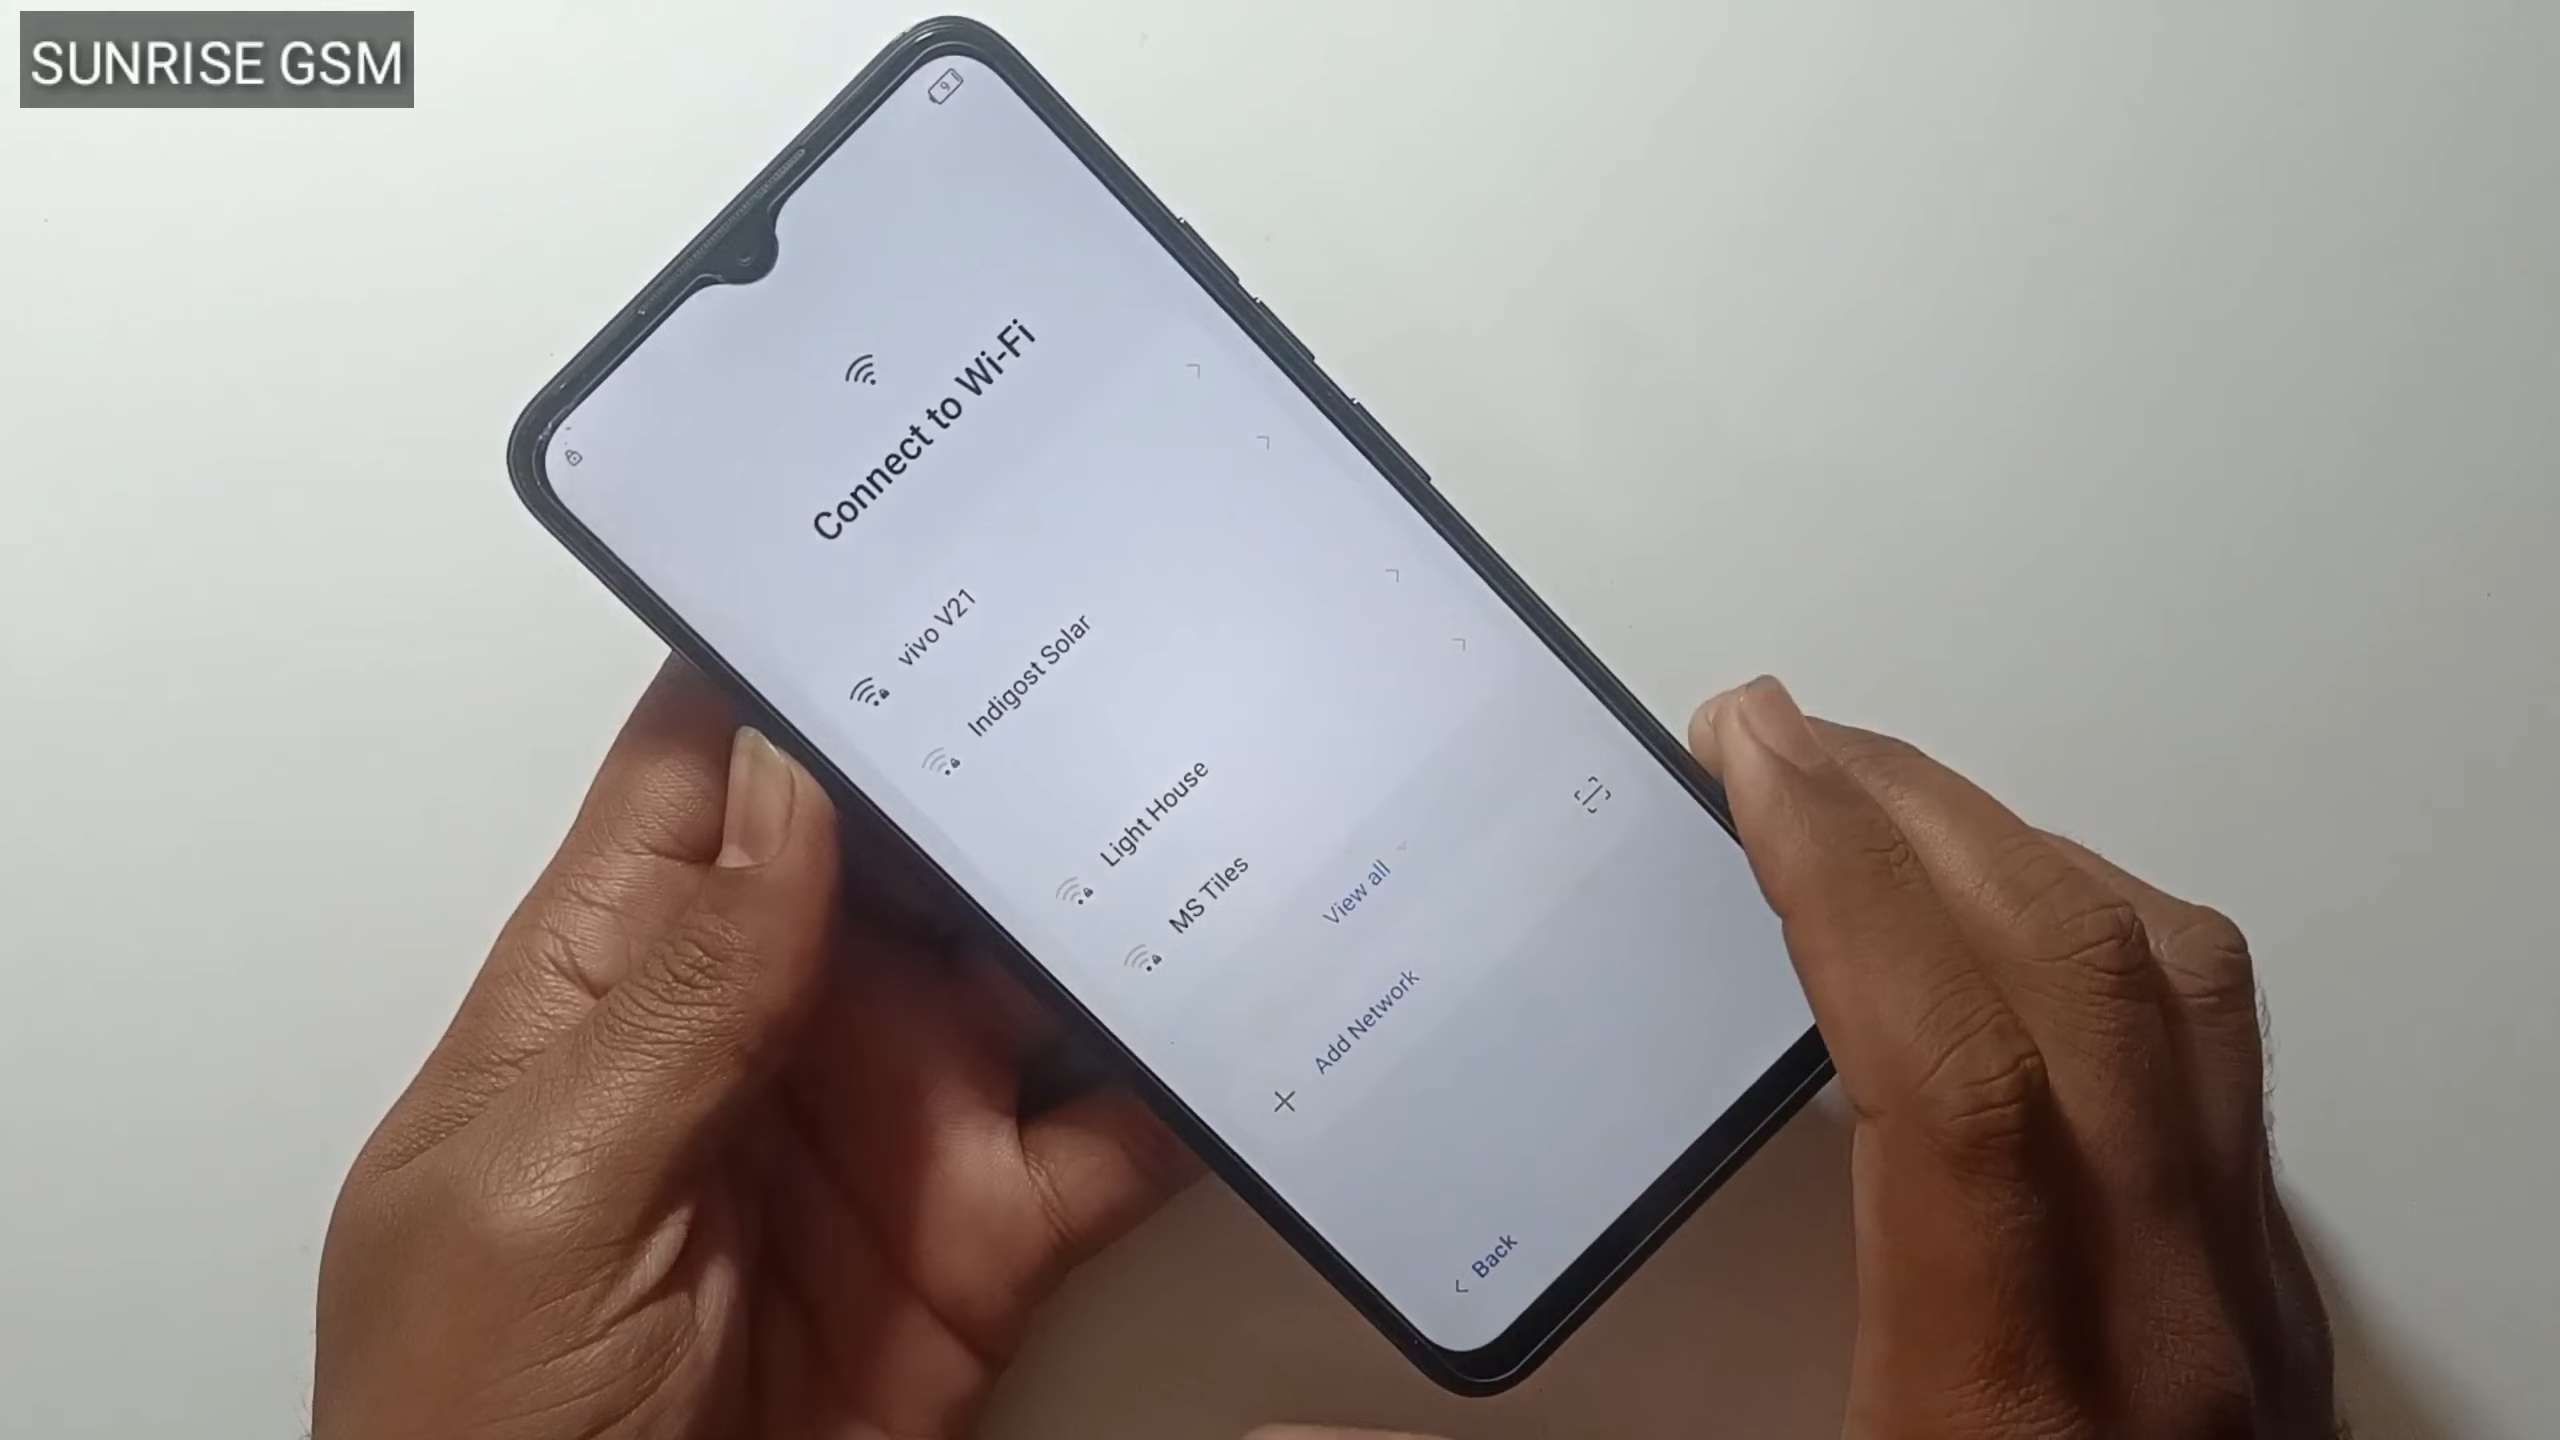 SUNRISE GSM
9
Connect to Wi-Fi
vivo V21
Indigost Solar
Light House
MS Tiles
View all
Add Network
Back